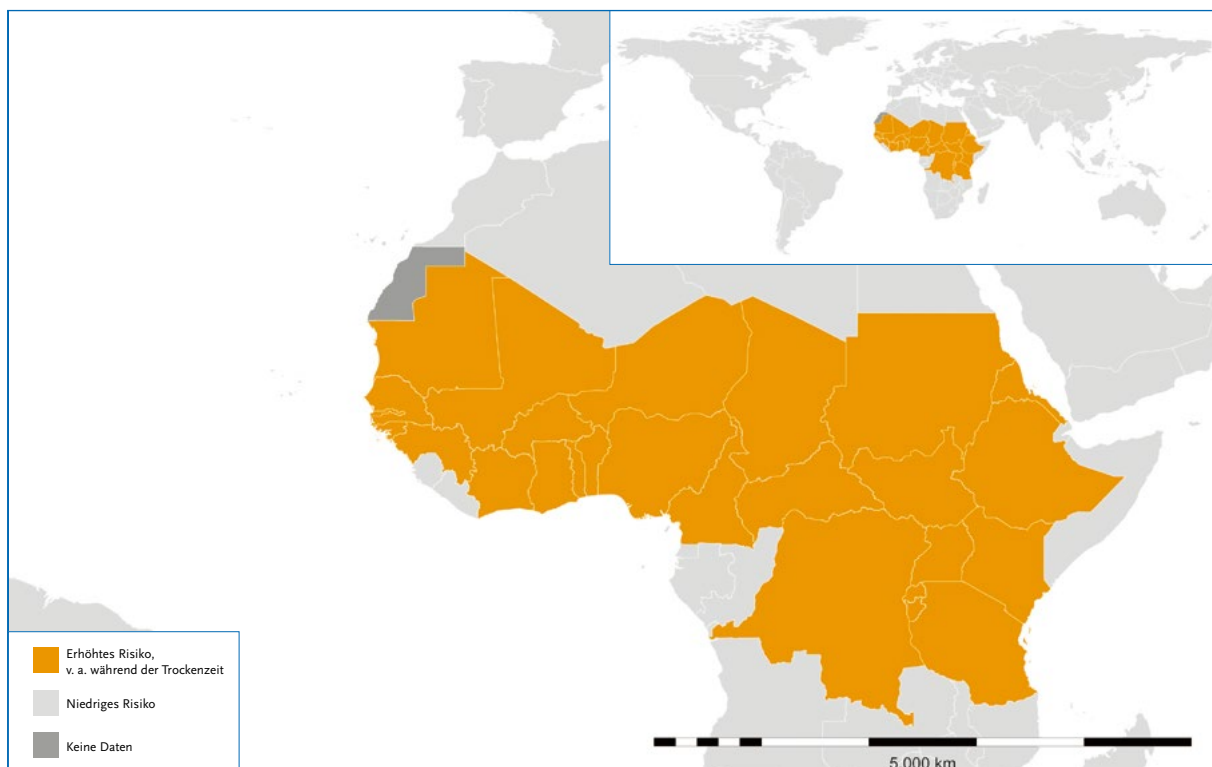 Erhöhtes Risiko,
v. a. während der Trockenzeit
Niedriges Risiko
Keine Daten
5 000 km